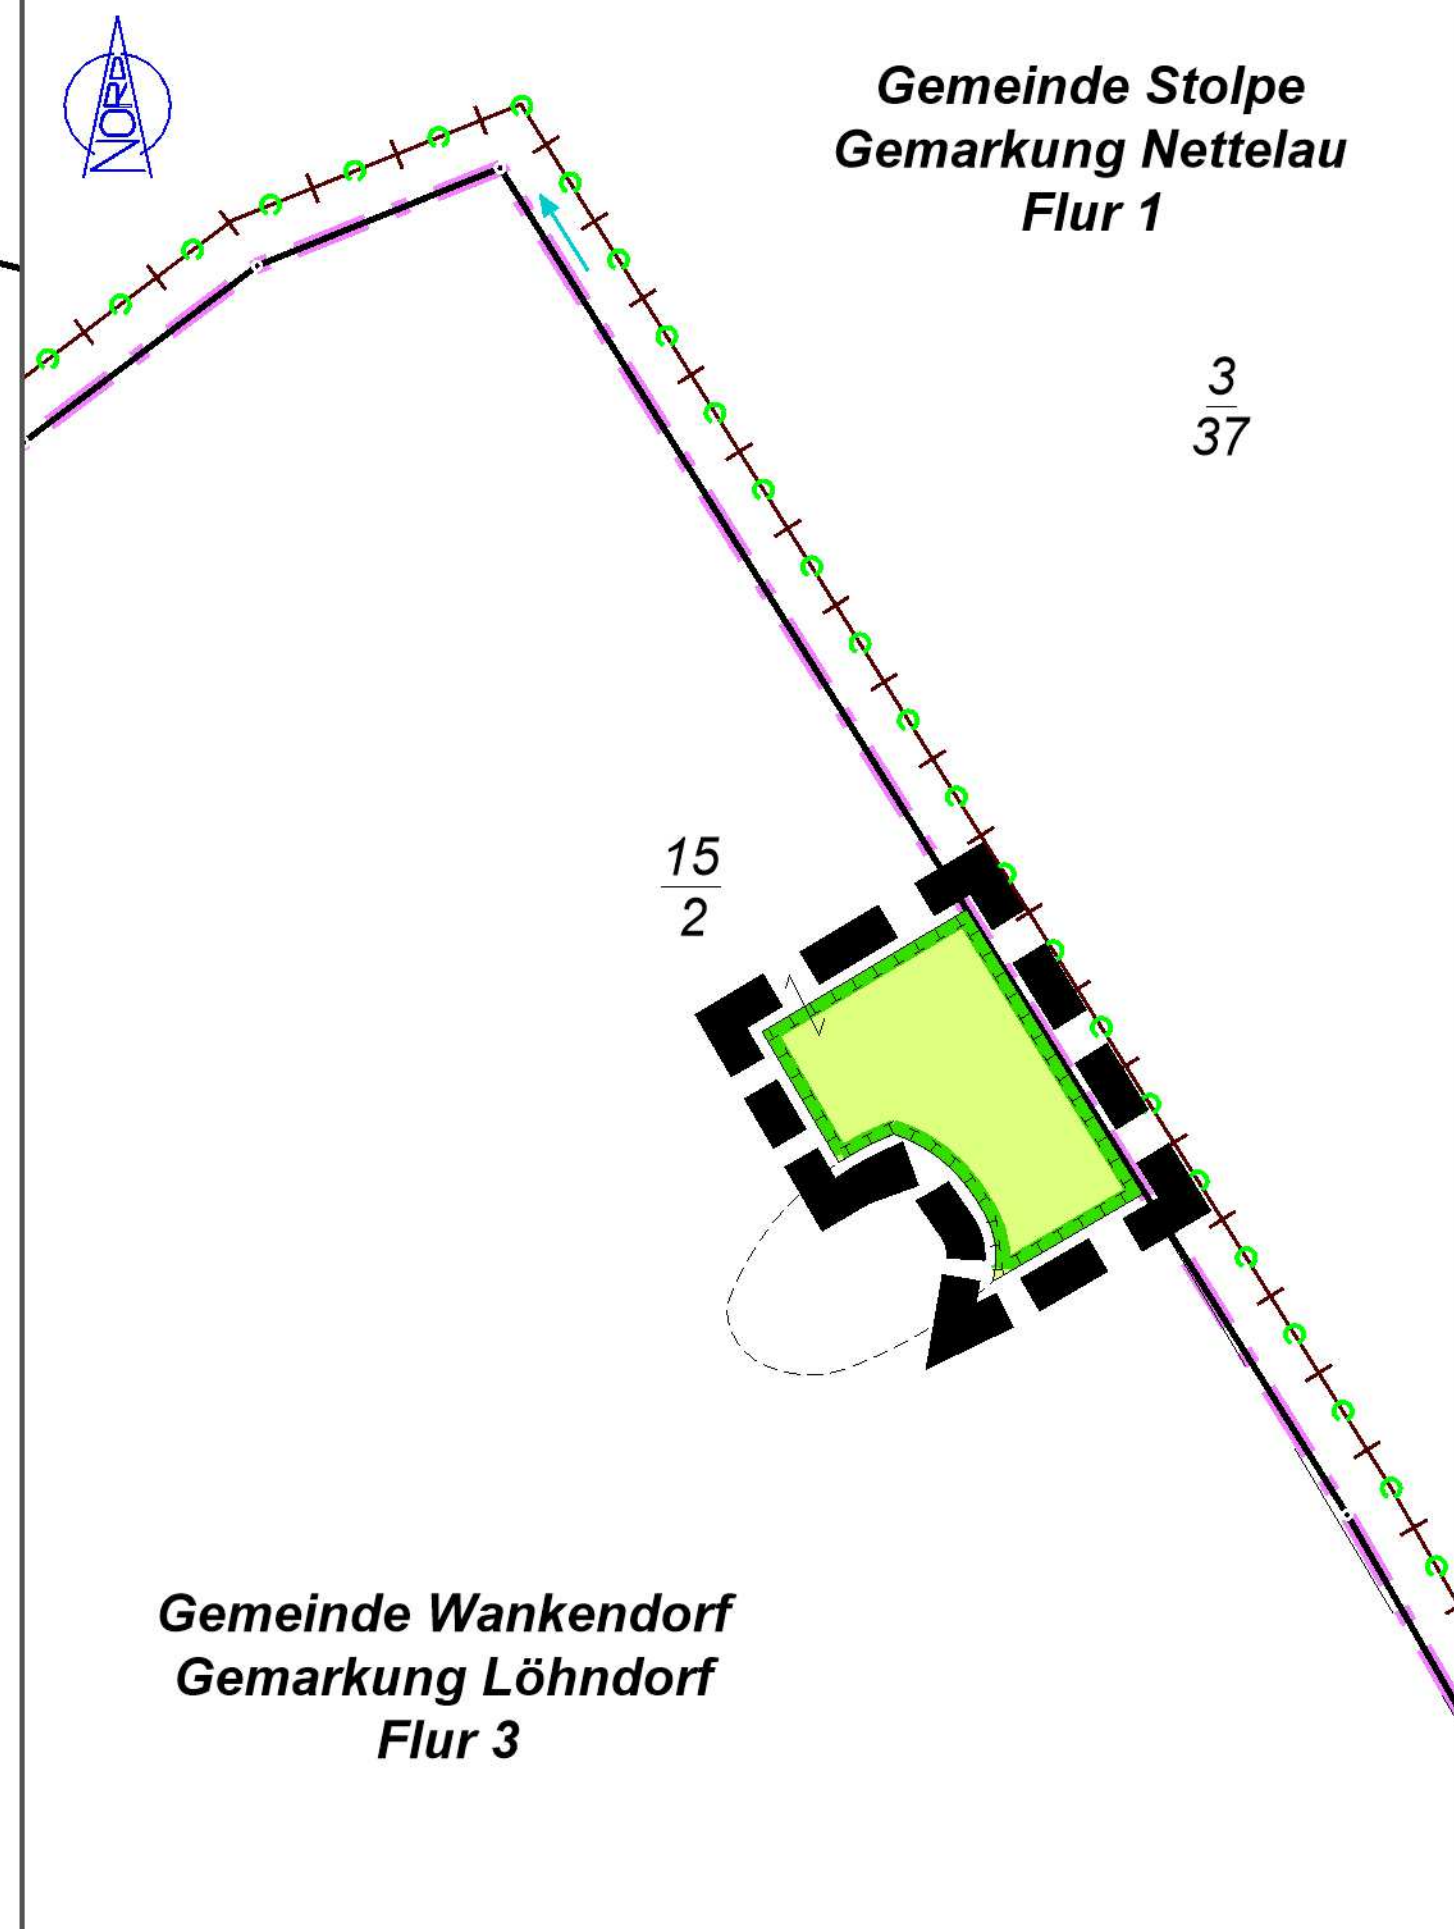 NORD
Gemeinde Stolpe
Gemarkung Nettelau
Flur 1
3
37
15
2
Gemeinde Wankendorf
Gemarkung Löhndorf
Flur 3